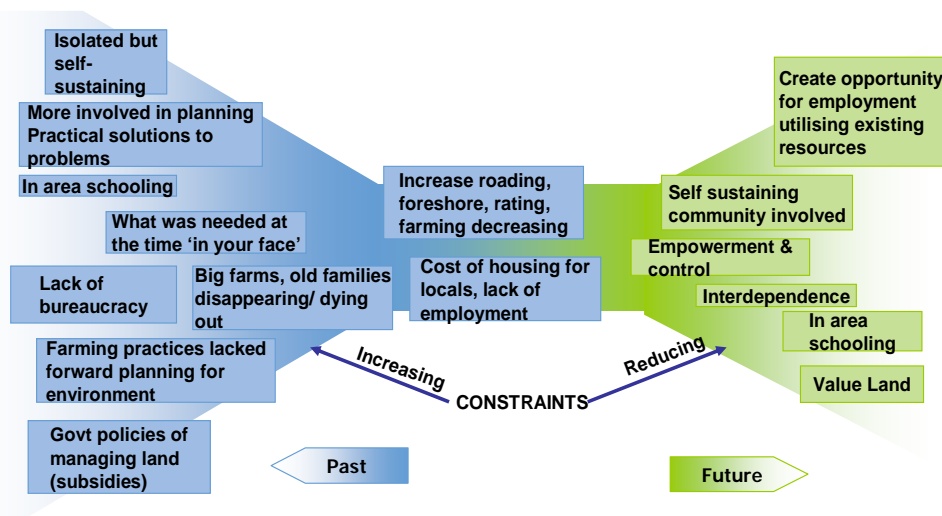 Isolated but
self-
sustaining
More involved in planning
Practical solutions to
problems
In area schooling
What was needed at
the time ‘in your face’
Lack of
bureaucracy
Big farms, old families
disappearing/ dying
out
Farming practices lacked
forward planning for
environment
Govt policies of
managing land
(subsidies)
Increase roading,
foreshore, rating,
farming decreasing
Cost of housing for
locals, lack of
employment
Create opportunity
for employment
utilising existing
resources
Self sustaining
community involved
Empowerment &
control
Interdependence
In area
schooling
Value Land
Increasing
Reducing
CONSTRAINTS
Past
Future